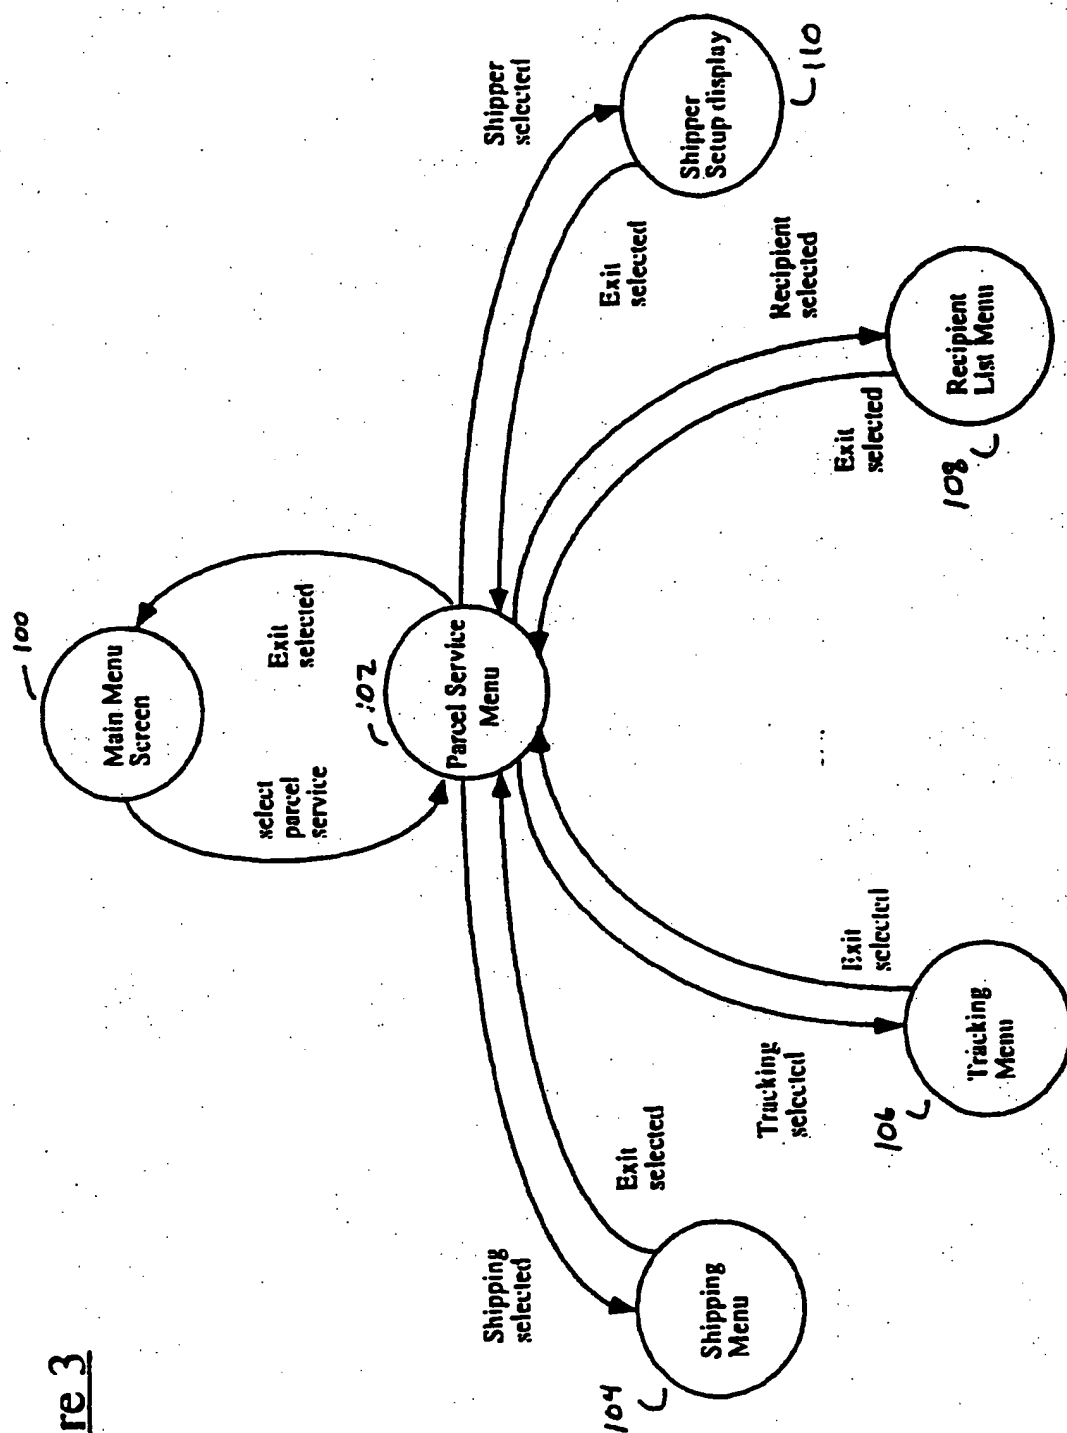 re 3
100
Main Menu
Screen
select
parcel
service
Exit
selected
102
Parcel Service
Menu
Shipping
selected
Exit
selected
Shipper
selected
Exit
selected
104
Shipping
Menu
Tracking
selected
Exit
selected
106
Tracking
Menu
Exit
selected
Recipient
selected
108
Recipient
List Menu
110
Shipper
Setup display